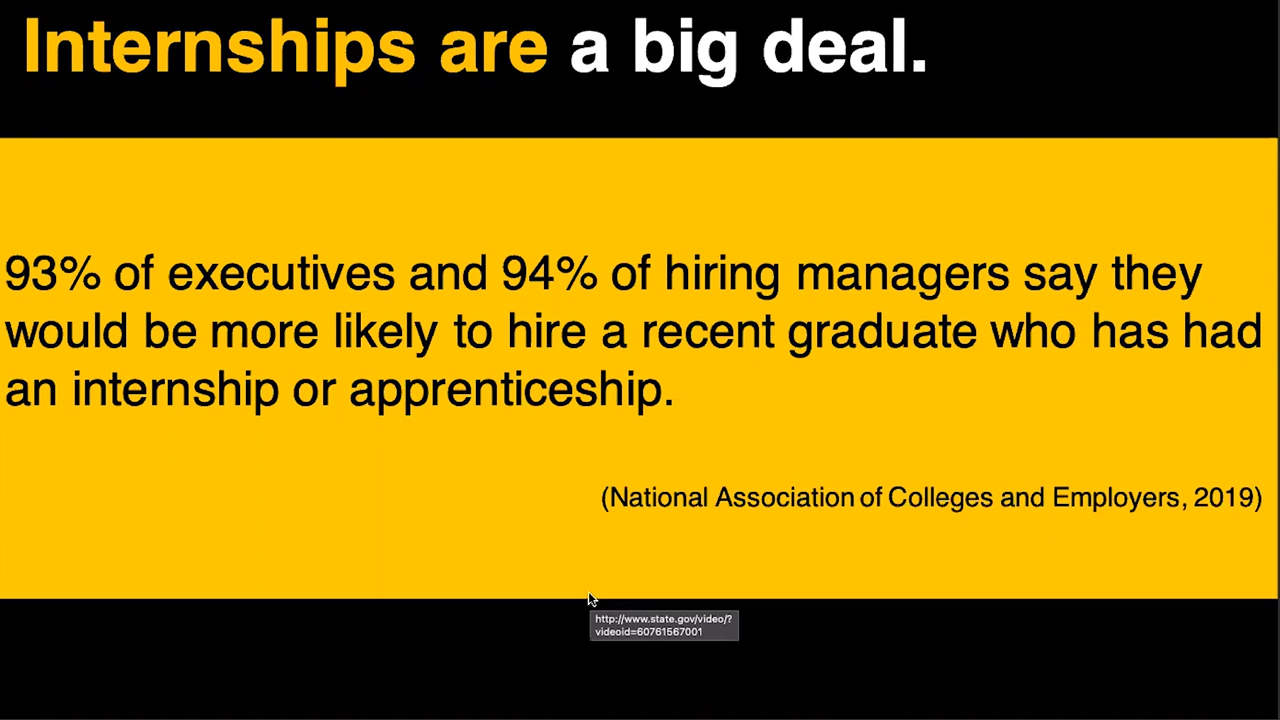 Internships are a big deal.
93% of executives and 94% of hiring managers say they
would be more likely to hire a recent graduate who has had
an internship or apprenticeship.
(National Association of Colleges and Employers, 2019)
http://www.state.gov/video/?
videoid=60761567001